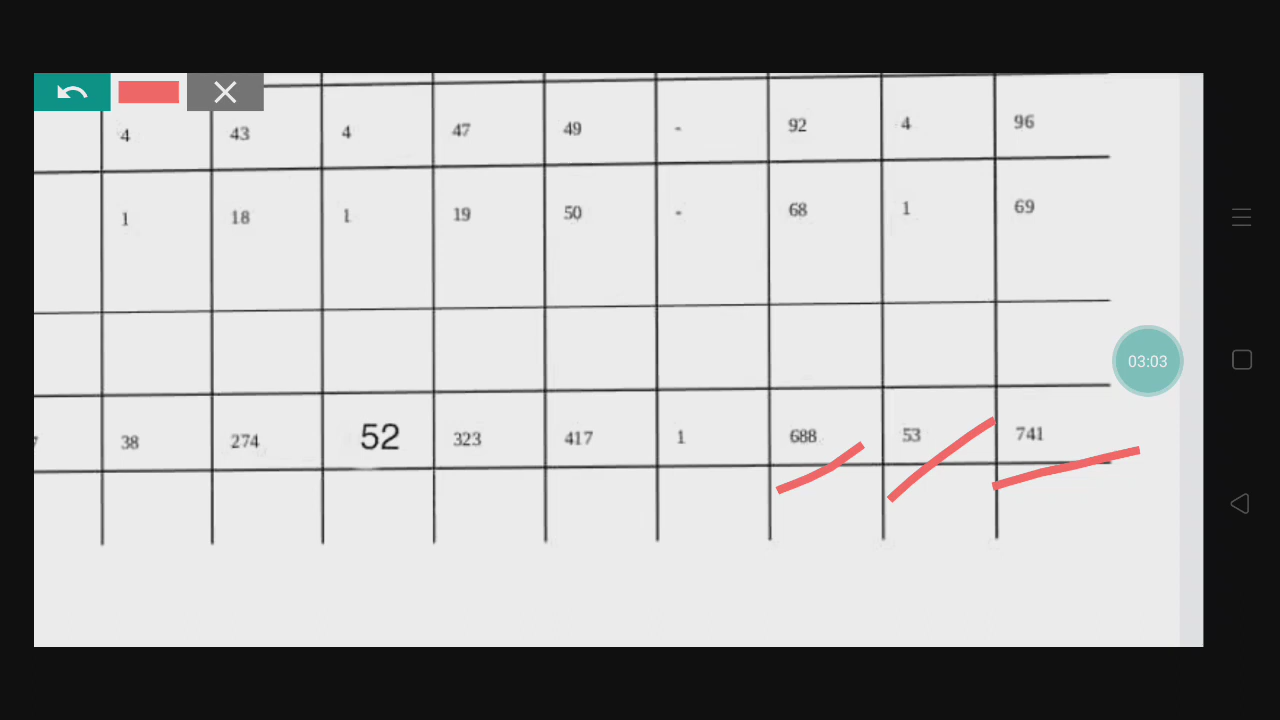 4 43 4 47 49 - 92 4 96
1 18 1 19 50 - 68 1 69
03:03
38 274 52 323 417 1 688 53 741